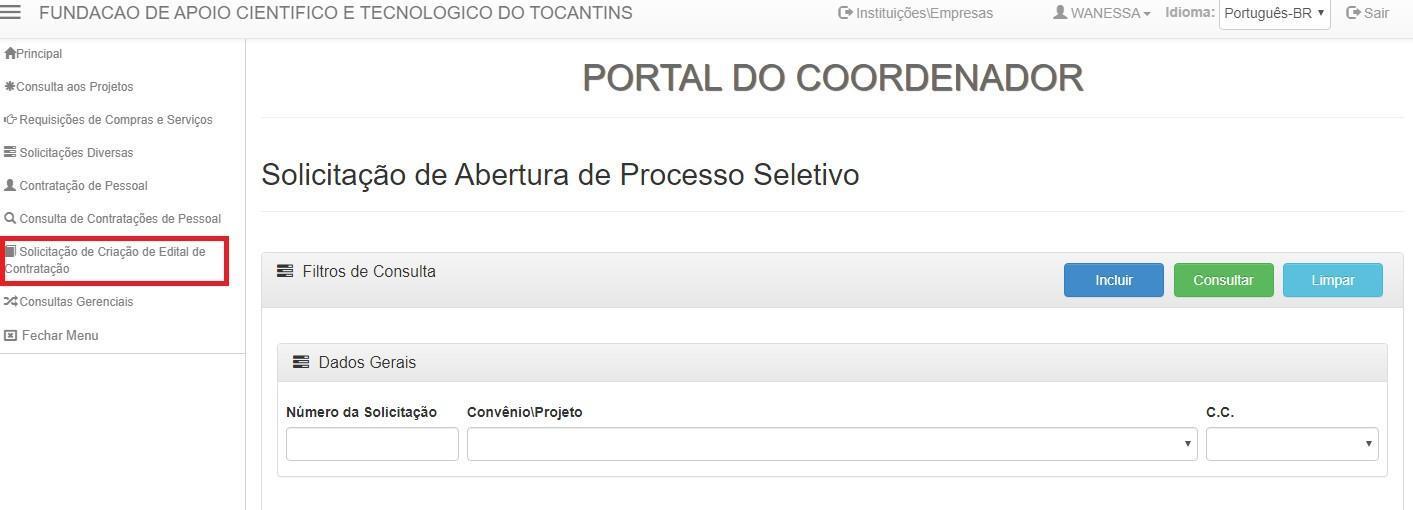 FUNDACAO DE APOIO CIENTIFICO E TECNOLOGICO DO TOCANTINS
Instituições\Empresas
WANESSA
Idioma:
Português-BR
Sair
Principal
Consulta aos Projetos
Requisições de Compras e Serviços
Solicitações Diversas
Contratação de Pessoal
Consulta de Contratações de Pessoal
Solicitação de Criação de Edital de
Contratação
Consultas Gerenciais
Fechar Menu
PORTAL DO COORDENADOR
Solicitação de Abertura de Processo Seletivo
Filtros de Consulta
Incluir
Consultar
Limpar
Dados Gerais
Número da Solicitação
Convênio\Projeto
C.C.